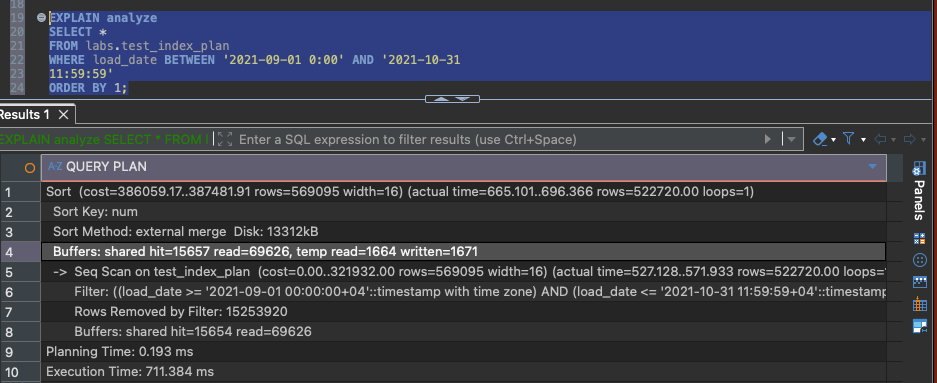 18
19 EXPLAIN analyze
20 SELECT *
21 FROM labs.test_index_plan
22 WHERE load_date BETWEEN '2021-09-01 0:00' AND '2021-10-31
23 11:59:59'
24 ORDER BY 1;
Results 1 ×
EXPLAIN analyze SELECT * FROM l Enter a SQL expression to filter results (use Ctrl+Space)
A-Z QUERY PLAN
1 Sort (cost=386059.17..387481.91 rows=569095 width=16) (actual time=665.101..696.366 rows=522720.00 loops=1)
2 Sort Key: num
3 Sort Method: external merge Disk: 13312kB
4 Buffers: shared hit=15657 read=69626, temp read=1664 written=1671
5 -> Seq Scan on test_index_plan (cost=0.00..321932.00 rows=569095 width=16) (actual time=527.128..571.933 rows=522720.00 loops=
6 Filter: ((load_date >= '2021-09-01 00:00:00+04'::timestamp with time zone) AND (load_date <= '2021-10-31 11:59:59+04'::timestamp
7 Rows Removed by Filter: 15253920
8 Buffers: shared hit=15654 read=69626
9 Planning Time: 0.193 ms
10 Execution Time: 711.384 ms
Panels